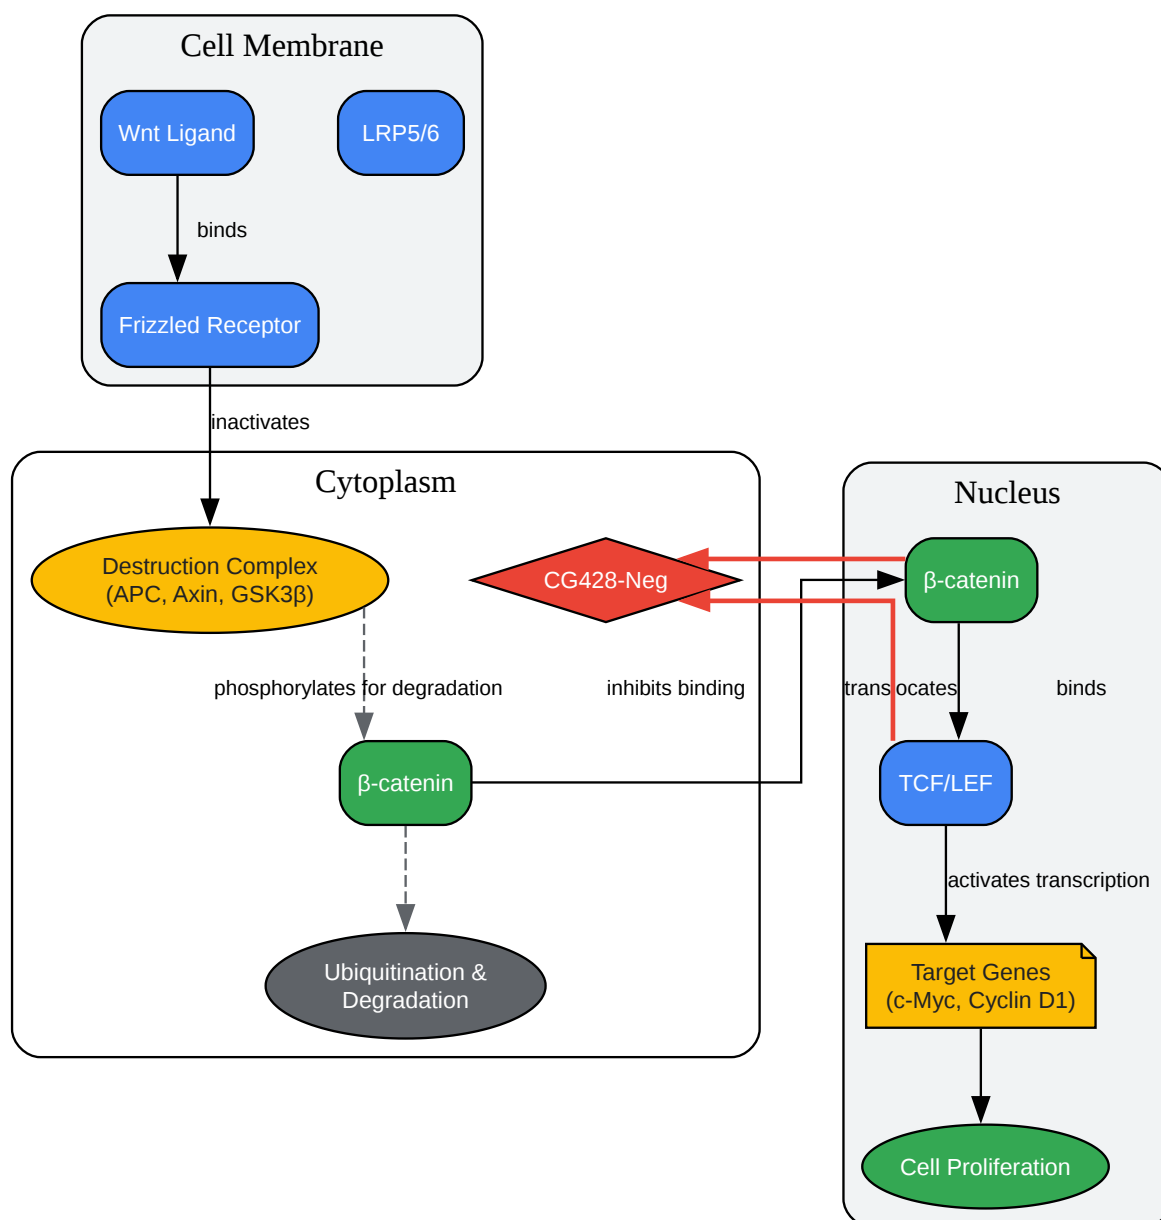 Cell Membrane
Wnt Ligand
LRP5/6
binds
Frizzled Receptor
inactivates
Cytoplasm
Nucleus
Destruction Complex
(APC, Axin, GSK3β)
CG428-Neg
β-catenin
phosphorylates for degradation
inhibits binding
translocates
binds
β-catenin
TCF/LEF
activates transcription
Ubiquitination &
Degradation
Target Genes
(c-Myc, Cyclin D1)
Cell Proliferation